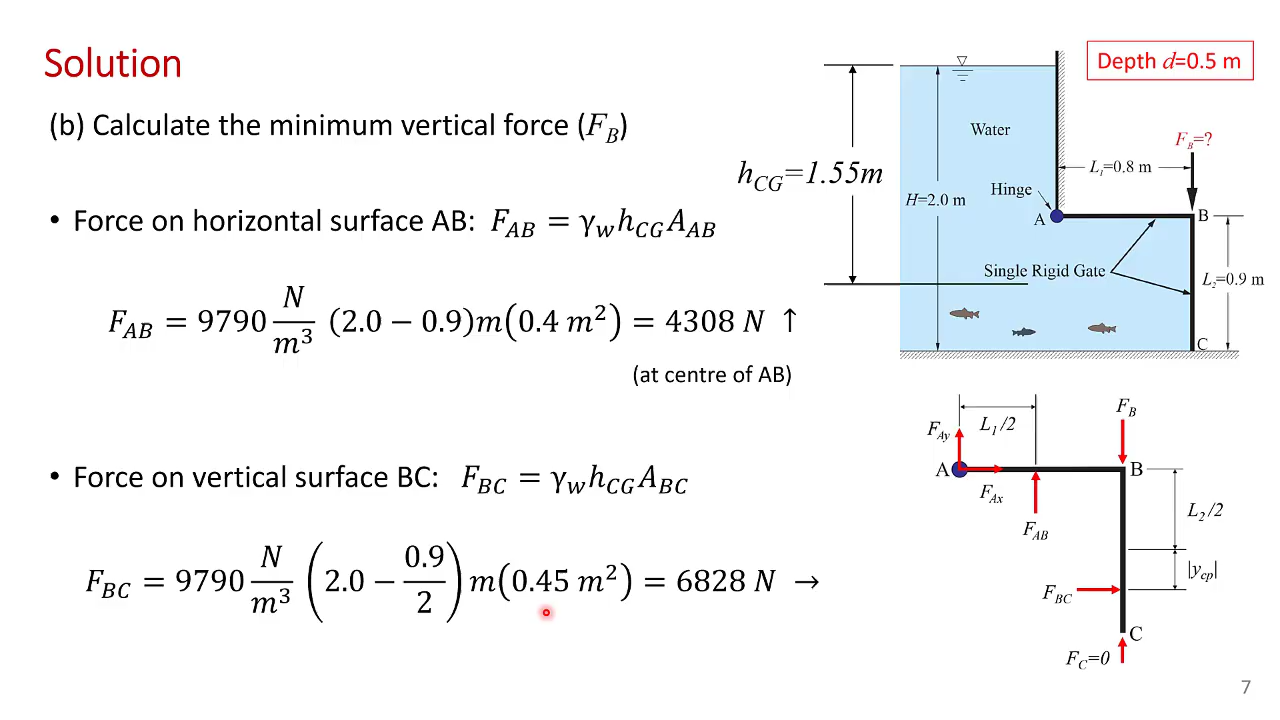 Solution
Depth d=0.5 m
(b) Calculate the minimum vertical force (F_B)
• Force on horizontal surface AB: F_AB = γ_w h_CG A_AB
F_AB = 9790 N/m³ (2.0 − 0.9)m(0.4 m²) = 4308 N ↑
(at centre of AB)
• Force on vertical surface BC: F_BC = γ_w h_CG A_BC
F_BC = 9790 N/m³ (2.0 − 0.9/2) m(0.45 m²) = 6828 N →
h_CG=1.55m
Water
F_B=?
L_1=0.8 m
Hinge
H=2.0 m
A
B
Single Rigid Gate
L_2=0.9 m
C
F_B
L_1/2
F_Ay
A
B
F_Ax
F_AB
L_2/2
|y_cp|
F_BC
C
F_C=0
7